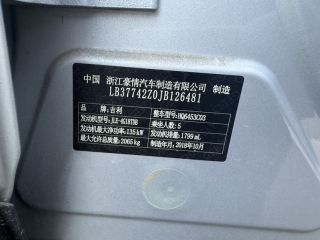 中国 浙江豪情汽车制造有限公司 制造
LB37742Z0JB126481
品牌:吉利 整车型号:HQ6453C03
发动机型号:JLE-4G18TDB 乘坐人数:5
发动机最大净功率:135kW 发动机排量:1799mL
最大允许总质量:2065kg 制造年月:2018年10月